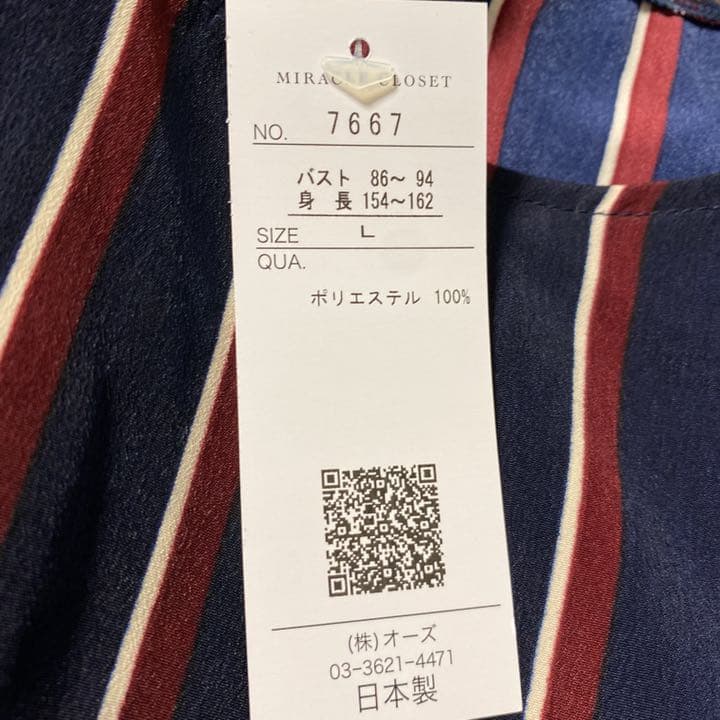 MIRACLE CLOSET
NO. 7667
バスト 86～ 94
身 長 154～162
SIZE L
QUA.
ポリエステル 100%
(株)オーズ
03-3621-4471
日本製